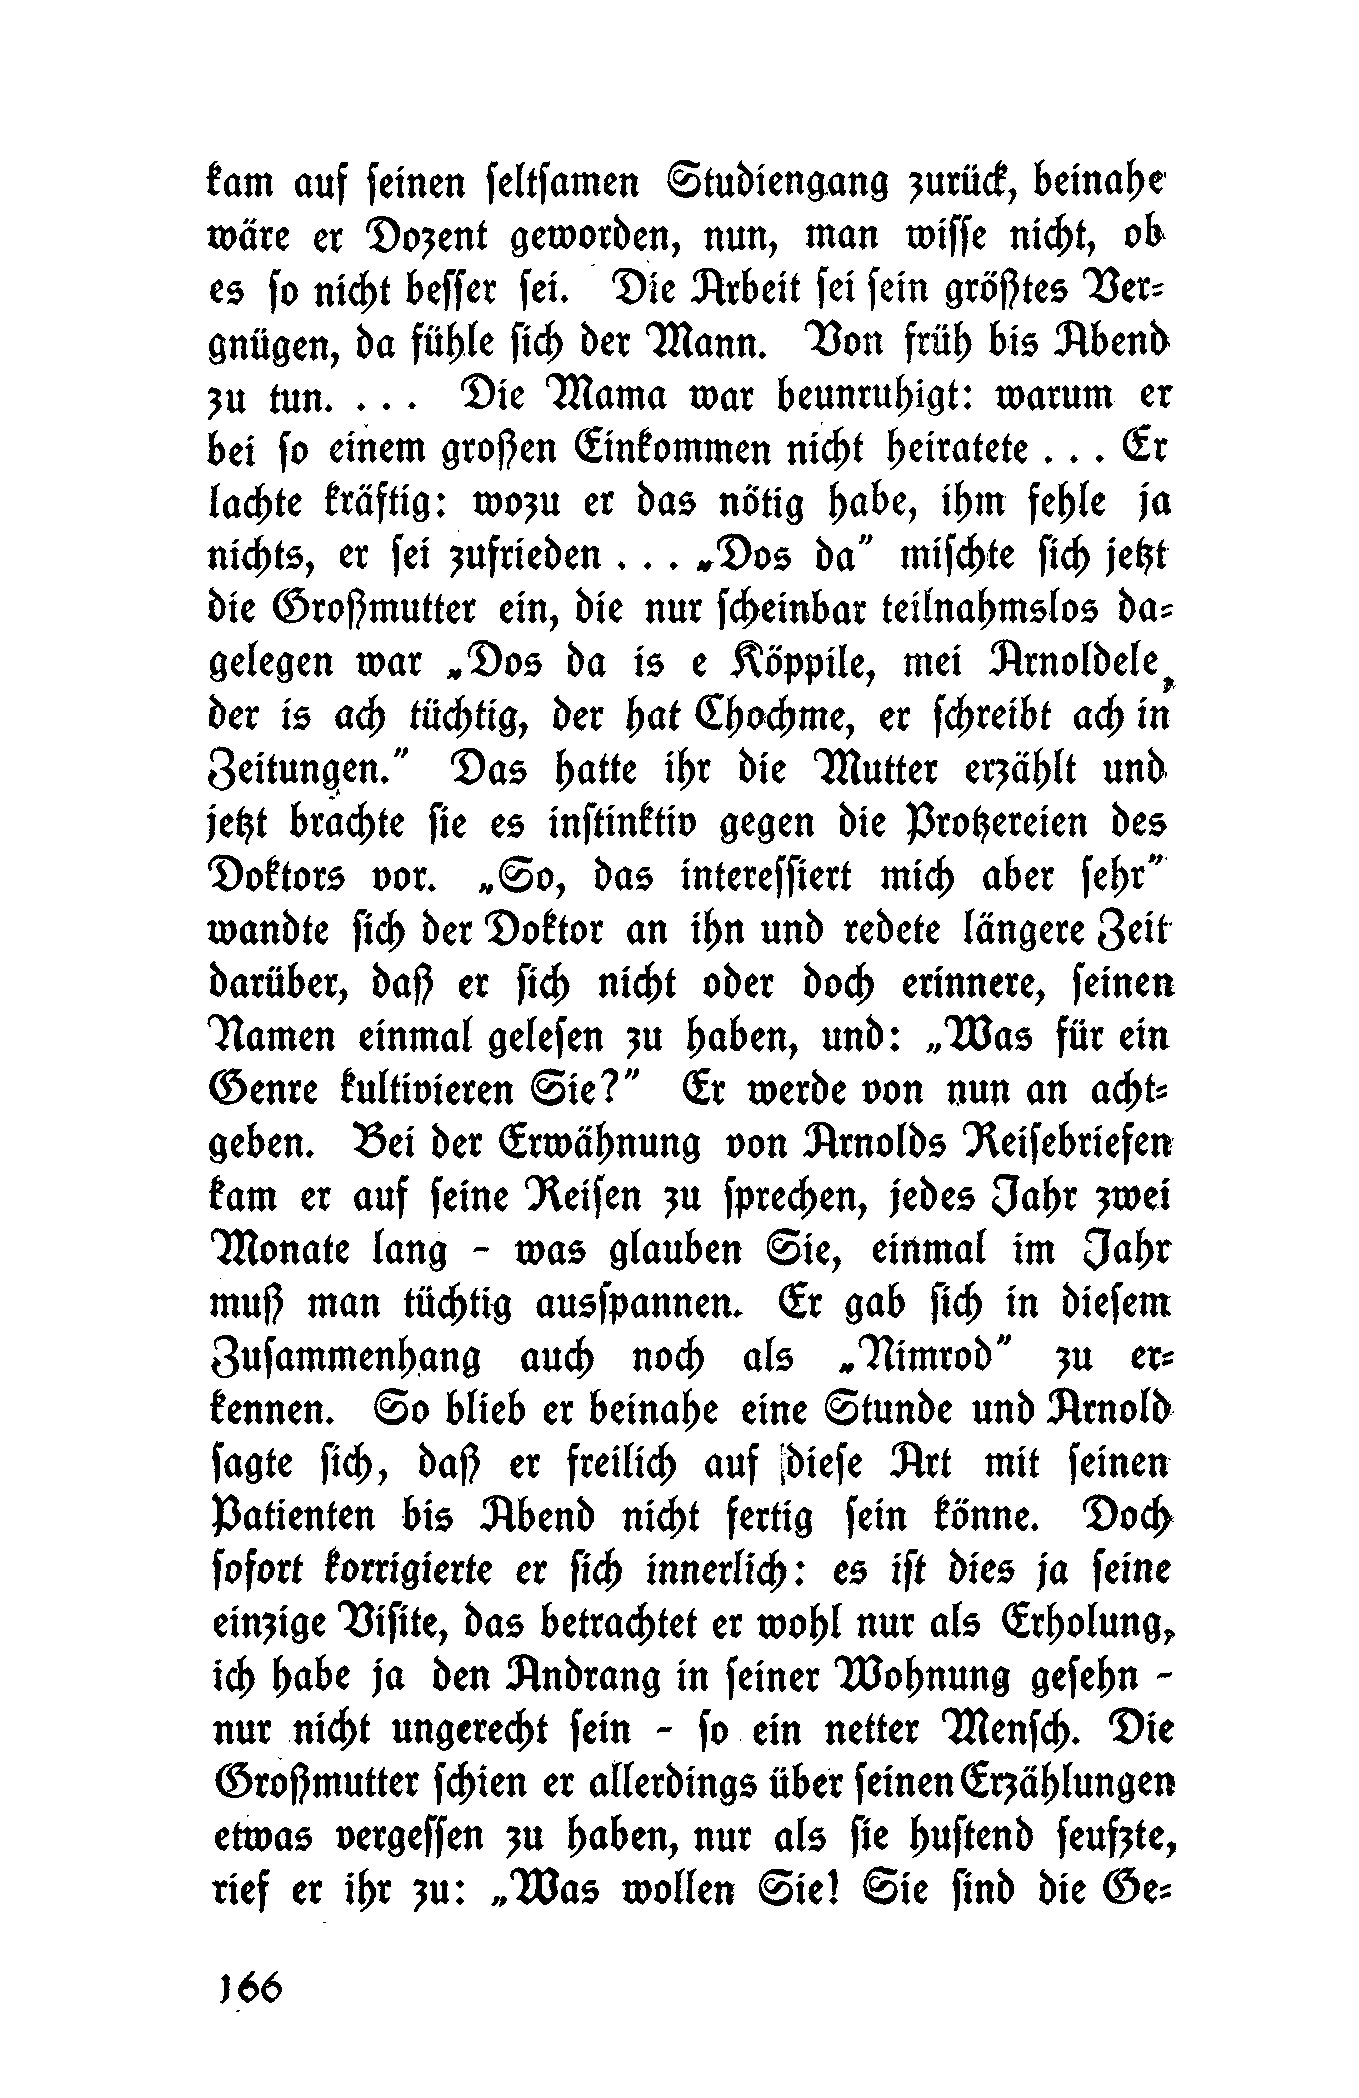 kam auf ſeinen ſeltſamen Studiengang zurück, beinahe
wäre er Dozent geworden, nun, man wiſſe nicht, ob
es ſo nicht beſſer ſei. Die Arbeit ſei ſein größtes Ver⸗
gnügen, da fühle ſich der Mann. Von früh bis Abend
zu tun. . . . Die Mama war beunruhigt: warum er
bei ſo einem großen Einkommen nicht heiratete . . . Er
lachte kräftig: wozu er das nötig habe, ihm fehle ja
nichts, er ſei zufrieden . . . „Dos da” miſchte ſich jetzt
die Großmutter ein, die nur ſcheinbar teilnahmslos da⸗
gelegen war „Dos da is e Köppile, mei Arnoldele,
der is ach tüchtig, der hat Chochme, er ſchreibt ach in
Zeitungen.” Das hatte ihr die Mutter erzählt und
jetzt brachte ſie es inſtinktiv gegen die Protzereien des
Doktors vor. „So, das intereſſiert mich aber ſehr”
wandte ſich der Doktor an ihn und redete längere Zeit
darüber, daß er ſich nicht oder doch erinnere, ſeinen
Namen einmal geleſen zu haben, und: „Was für ein
Genre kultivieren Sie?” Er werde von nun an acht⸗
geben. Bei der Erwähnung von Arnolds Reiſebriefen
kam er auf ſeine Reiſen zu ſprechen, jedes Jahr zwei
Monate lang - was glauben Sie, einmal im Jahr
muß man tüchtig ausſpannen. Er gab ſich in dieſem
Zuſammenhang auch noch als „Nimrod” zu er⸗
kennen. So blieb er beinahe eine Stunde und Arnold
ſagte ſich, daß er freilich auf dieſe Art mit ſeinen
Patienten bis Abend nicht fertig ſein könne. Doch
ſofort korrigierte er ſich innerlich: es iſt dies ja ſeine
einzige Viſite, das betrachtet er wohl nur als Erholung,
ich habe ja den Andrang in ſeiner Wohnung geſehn -
nur nicht ungerecht ſein - ſo ein netter Menſch. Die
Großmutter ſchien er allerdings über ſeinen Erzählungen
etwas vergeſſen zu haben, nur als ſie huſtend ſeufzte,
rief er ihr zu: „Was wollen Sie! Sie ſind die Ge⸗
166